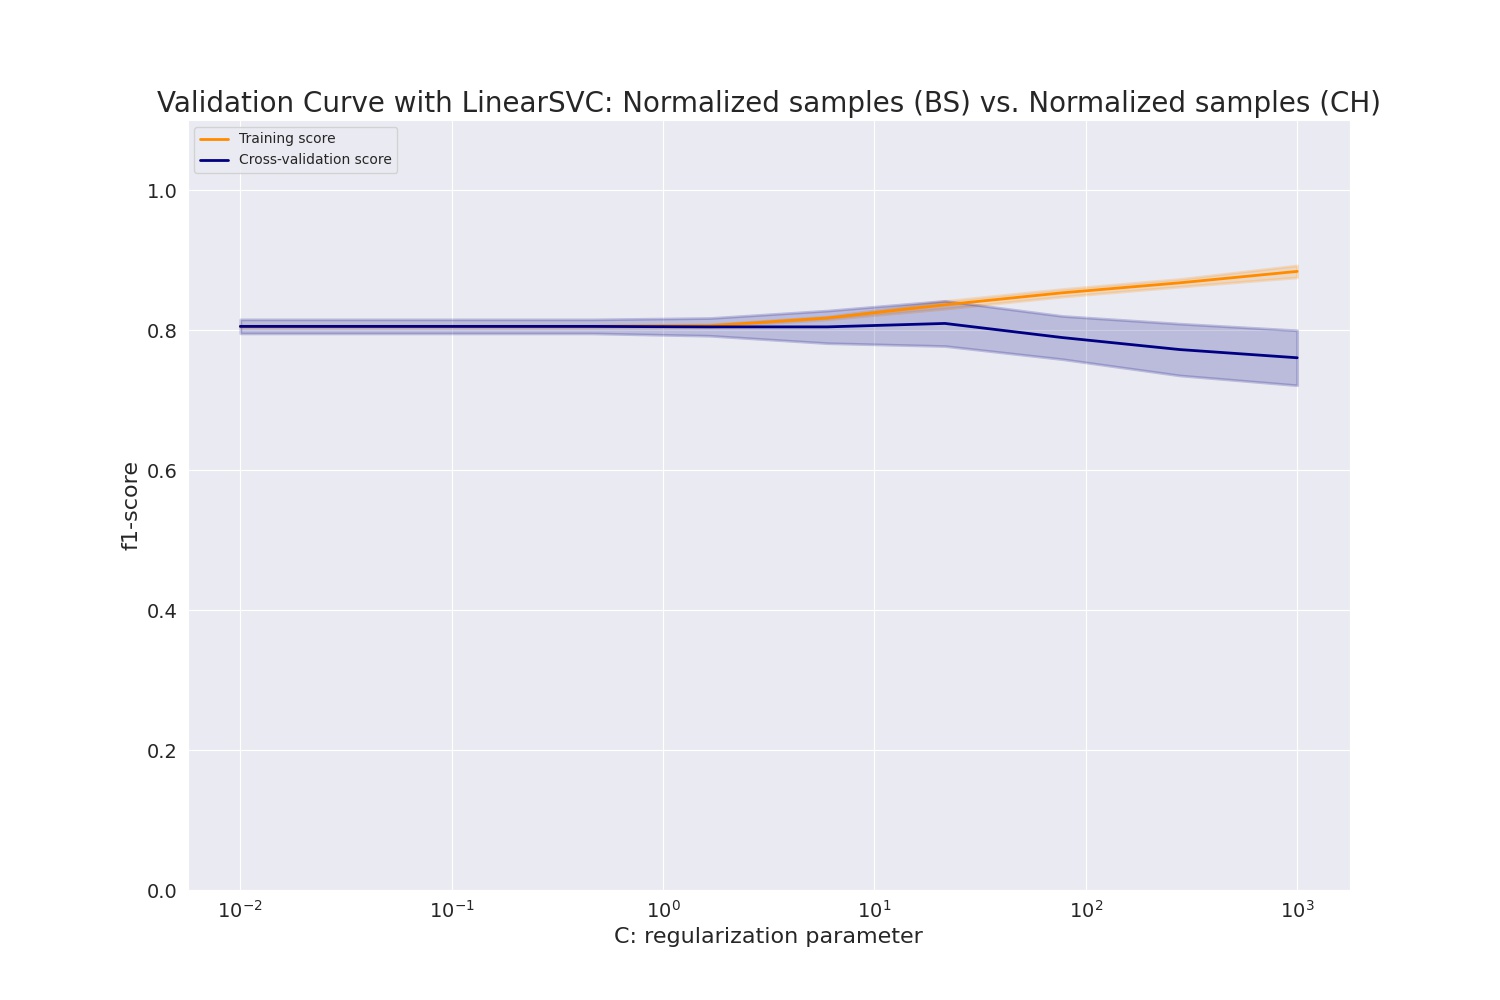 Validation Curve with LinearSVC: Normalized samples (BS) vs. Normalized samples (CH)
Training score
Cross-validation score
1.0
0.8
0.6
0.4
0.2
0.0
f1-score
10⁻² 10⁻¹ 10⁰ 10¹ 10² 10³
C: regularization parameter